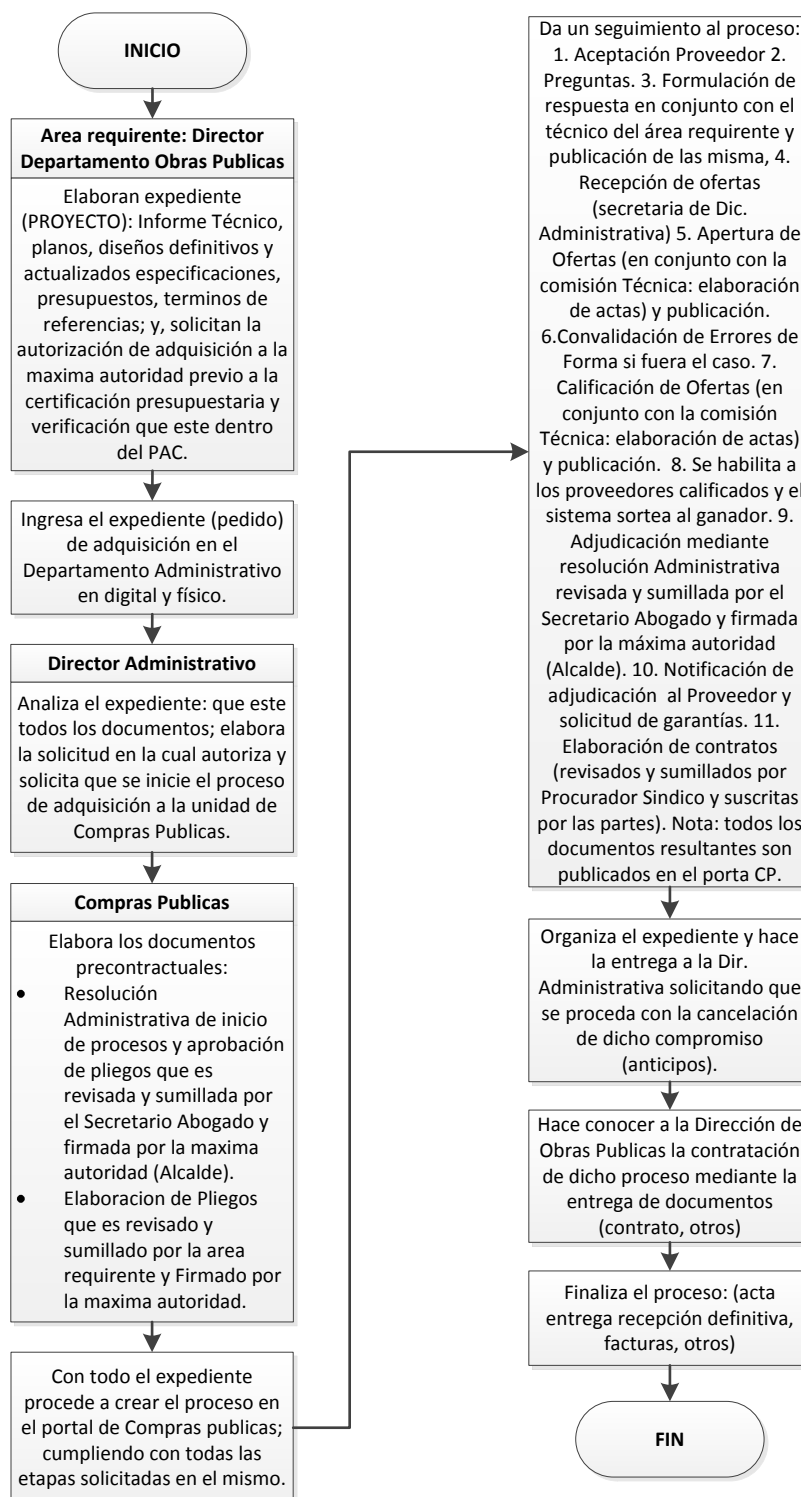 INICIO
Area requirente: Director
Departamento Obras Publicas
Elaboran expediente
(PROYECTO): Informe Técnico,
planos, diseños definitivos y
actualizados especificaciones,
presupuestos, terminos de
referencias; y, solicitan la
autorización de adquisición a la
maxima autoridad previo a la
certificación presupuestaria y
verificación que este dentro
del PAC.
Ingresa el expediente (pedido)
de adquisición en el
Departamento Administrativo
en digital y físico.
Director Administrativo
Analiza el expediente: que este
todos los documentos; elabora
la solicitud en la cual autoriza y
solicita que se inicie el proceso
de adquisición a la unidad de
Compras Publicas.
Compras Publicas
Elabora los documentos
precontractuales:
• Resolución
Administrativa de inicio
de procesos y aprobación
de pliegos que es
revisada y sumillada por
el Secretario Abogado y
firmada por la maxima
autoridad (Alcalde).
• Elaboracion de Pliegos
que es revisado y
sumillado por la area
requirente y Firmado por
la maxima autoridad.
Con todo el expediente
procede a crear el proceso en
el portal de Compras publicas;
cumpliendo con todas las
etapas solicitadas en el mismo.
Da un seguimiento al proceso:
1. Aceptación Proveedor 2.
Preguntas. 3. Formulación de
respuesta en conjunto con el
técnico del área requirente y
publicación de las misma, 4.
Recepción de ofertas
(secretaria de Dic.
Administrativa) 5. Apertura de
Ofertas (en conjunto con la
comisión Técnica: elaboración
de actas) y publicación.
6.Convalidación de Errores de
Forma si fuera el caso. 7.
Calificación de Ofertas (en
conjunto con la comisión
Técnica: elaboración de actas)
y publicación. 8. Se habilita a
los proveedores calificados y el
sistema sortea al ganador. 9.
Adjudicación mediante
resolución Administrativa
revisada y sumillada por el
Secretario Abogado y firmada
por la máxima autoridad
(Alcalde). 10. Notificación de
adjudicación al Proveedor y
solicitud de garantías. 11.
Elaboración de contratos
(revisados y sumillados por
Procurador Sindico y suscritas
por las partes). Nota: todos los
documentos resultantes son
publicados en el porta CP.
Organiza el expediente y hace
la entrega a la Dir.
Administrativa solicitando que
se proceda con la cancelación
de dicho compromiso
(anticipos).
Hace conocer a la Dirección de
Obras Publicas la contratación
de dicho proceso mediante la
entrega de documentos
(contrato, otros)
Finaliza el proceso: (acta
entrega recepción definitiva,
facturas, otros)
FIN